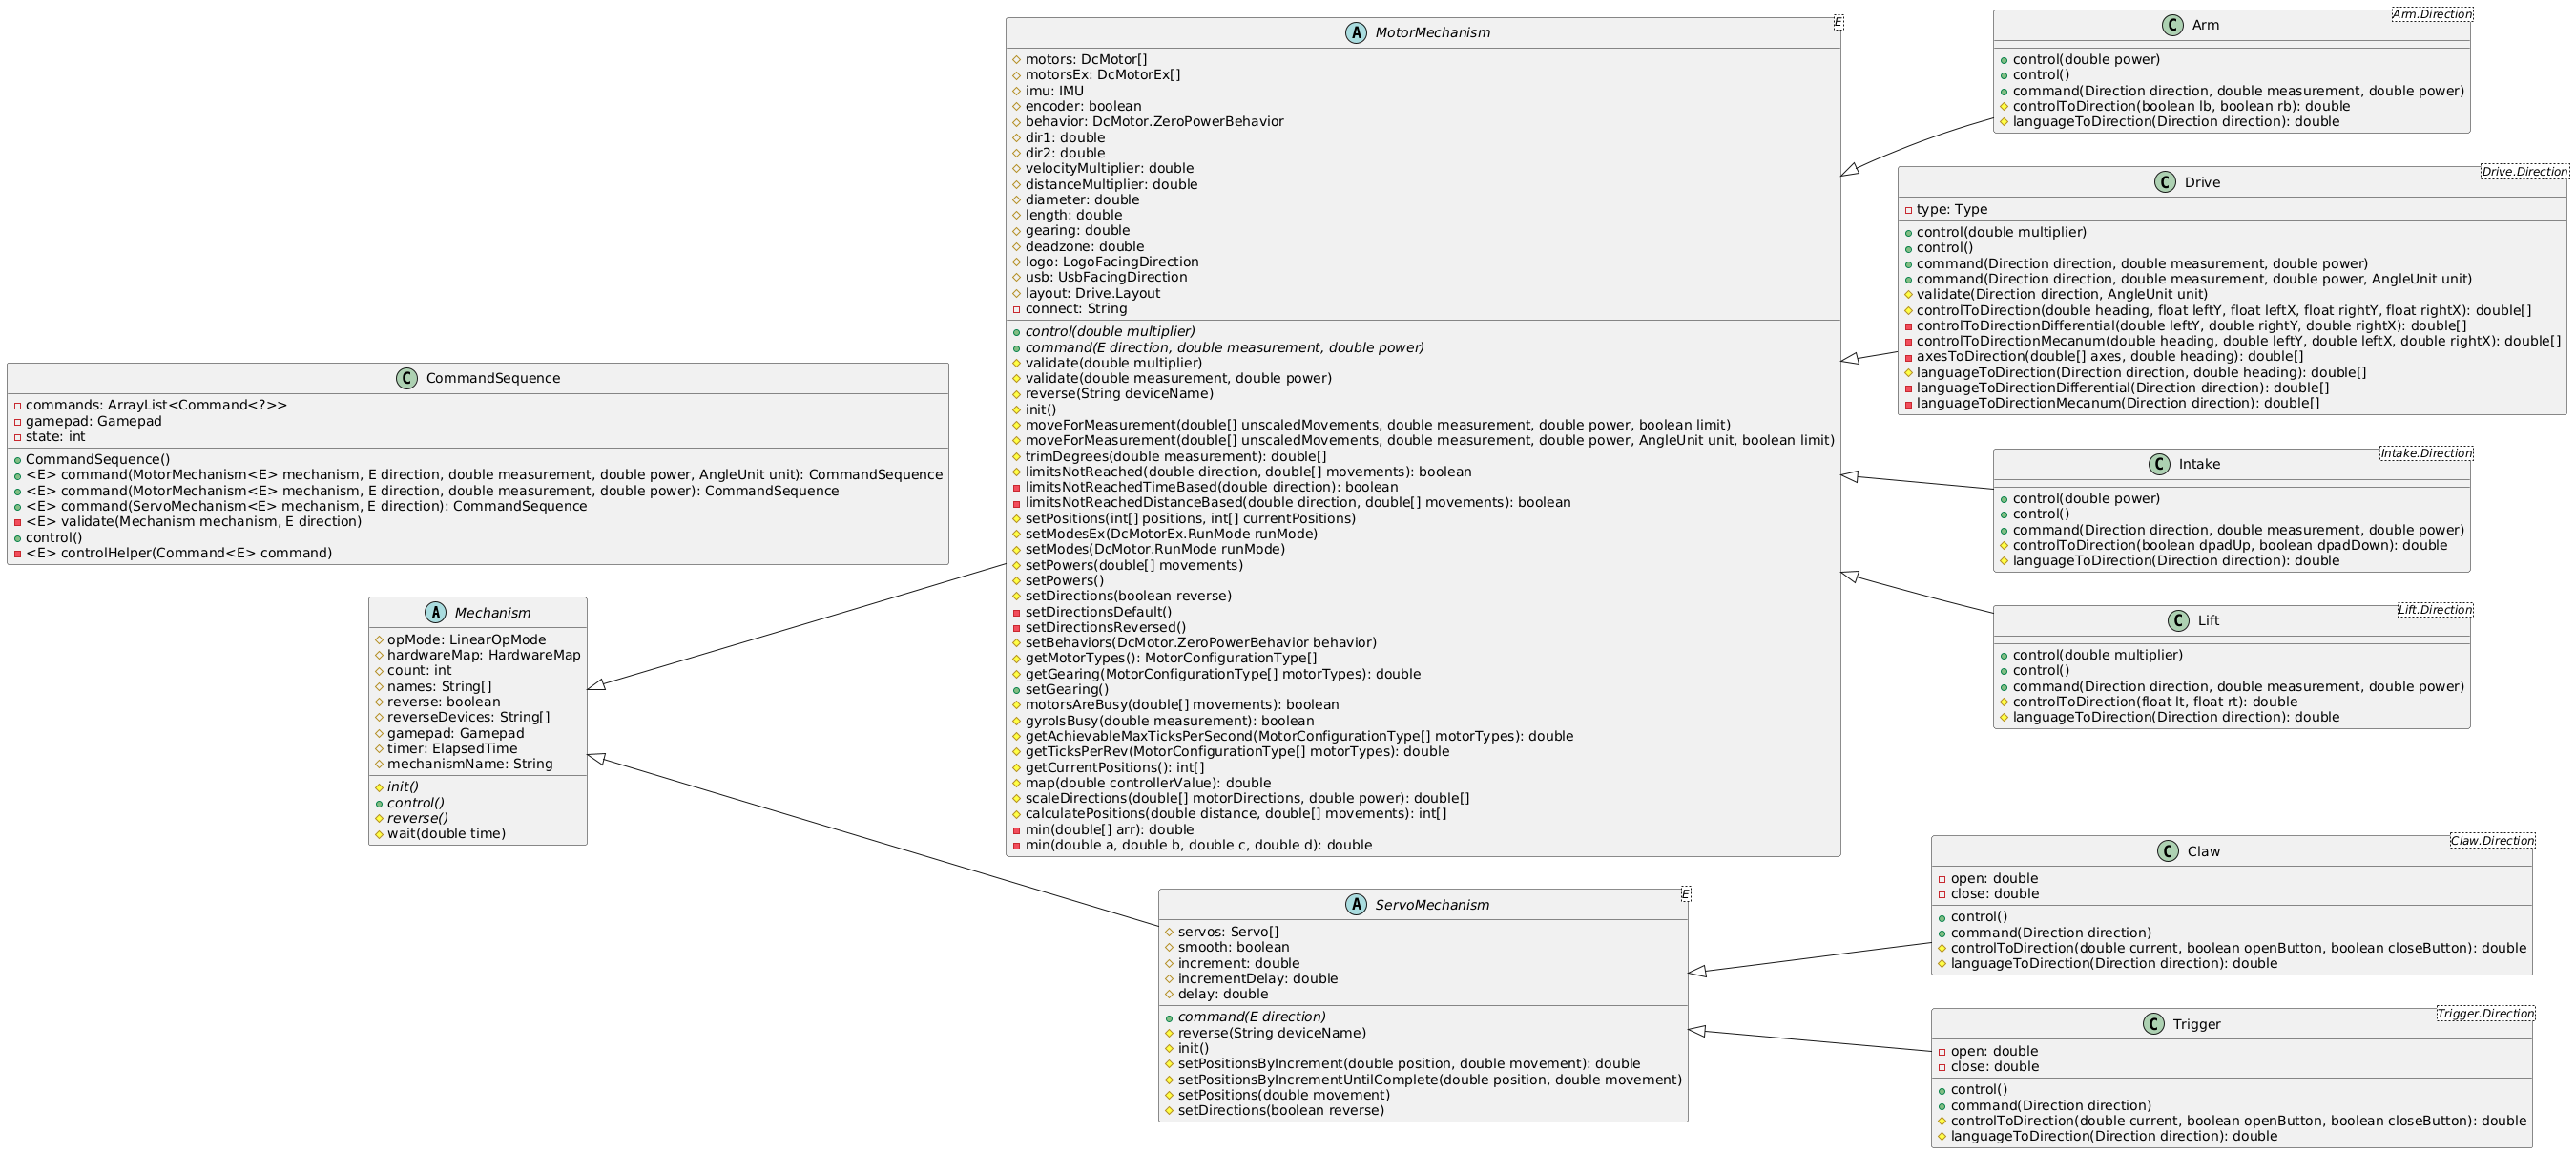 CommandSequence
commands: ArrayList<Command<?>>
gamepad: Gamepad
state: int
CommandSequence()
<E> command(MotorMechanism<E> mechanism, E direction, double measurement, double power, AngleUnit unit): CommandSequence
<E> command(MotorMechanism<E> mechanism, E direction, double measurement, double power): CommandSequence
<E> command(ServoMechanism<E> mechanism, E direction): CommandSequence
<E> validate(Mechanism mechanism, E direction)
control()
<E> controlHelper(Command<E> command)
Mechanism
opMode: LinearOpMode
hardwareMap: HardwareMap
count: int
names: String[]
reverse: boolean
reverseDevices: String[]
gamepad: Gamepad
timer: ElapsedTime
mechanismName: String
init()
control()
reverse()
wait(double time)
MotorMechanism
E
motors: DcMotor[]
motorsEx: DcMotorEx[]
imu: IMU
encoder: boolean
behavior: DcMotor.ZeroPowerBehavior
dir1: double
dir2: double
velocityMultiplier: double
distanceMultiplier: double
diameter: double
length: double
gearing: double
deadzone: double
logo: LogoFacingDirection
usb: UsbFacingDirection
layout: Drive.Layout
connect: String
control(double multiplier)
command(E direction, double measurement, double power)
validate(double multiplier)
validate(double measurement, double power)
reverse(String deviceName)
init()
moveForMeasurement(double[] unscaledMovements, double measurement, double power, boolean limit)
moveForMeasurement(double[] unscaledMovements, double measurement, double power, AngleUnit unit, boolean limit)
trimDegrees(double measurement): double[]
limitsNotReached(double direction, double[] movements): boolean
limitsNotReachedTimeBased(double direction): boolean
limitsNotReachedDistanceBased(double direction, double[] movements): boolean
setPositions(int[] positions, int[] currentPositions)
setModesEx(DcMotorEx.RunMode runMode)
setModes(DcMotor.RunMode runMode)
setPowers(double[] movements)
setPowers()
setDirections(boolean reverse)
setDirectionsDefault()
setDirectionsReversed()
setBehaviors(DcMotor.ZeroPowerBehavior behavior)
getMotorTypes(): MotorConfigurationType[]
getGearing(MotorConfigurationType[] motorTypes): double
setGearing()
motorsAreBusy(double[] movements): boolean
gyroIsBusy(double measurement): boolean
getAchievableMaxTicksPerSecond(MotorConfigurationType[] motorTypes): double
getTicksPerRev(MotorConfigurationType[] motorTypes): double
getCurrentPositions(): int[]
map(double controllerValue): double
scaleDirections(double[] motorDirections, double power): double[]
calculatePositions(double distance, double[] movements): int[]
min(double[] arr): double
min(double a, double b, double c, double d): double
ServoMechanism
E
servos: Servo[]
smooth: boolean
increment: double
incrementDelay: double
delay: double
command(E direction)
reverse(String deviceName)
init()
setPositionsByIncrement(double position, double movement): double
setPositionsByIncrementUntilComplete(double position, double movement)
setPositions(double movement)
setDirections(boolean reverse)
Arm
Arm.Direction
control(double power)
control()
command(Direction direction, double measurement, double power)
controlToDirection(boolean lb, boolean rb): double
languageToDirection(Direction direction): double
Drive
Drive.Direction
type: Type
control(double multiplier)
control()
command(Direction direction, double measurement, double power)
command(Direction direction, double measurement, double power, AngleUnit unit)
validate(Direction direction, AngleUnit unit)
controlToDirection(double heading, float leftY, float leftX, float rightY, float rightX): double[]
controlToDirectionDifferential(double leftY, double rightY, double rightX): double[]
controlToDirectionMecanum(double heading, double leftY, double leftX, double rightX): double[]
axesToDirection(double[] axes, double heading): double[]
languageToDirection(Direction direction, double heading): double[]
languageToDirectionDifferential(Direction direction): double[]
languageToDirectionMecanum(Direction direction): double[]
Intake
Intake.Direction
control(double power)
control()
command(Direction direction, double measurement, double power)
controlToDirection(boolean dpadUp, boolean dpadDown): double
languageToDirection(Direction direction): double
Lift
Lift.Direction
control(double multiplier)
control()
command(Direction direction, double measurement, double power)
controlToDirection(float lt, float rt): double
languageToDirection(Direction direction): double
Claw
Claw.Direction
open: double
close: double
control()
command(Direction direction)
controlToDirection(double current, boolean openButton, boolean closeButton): double
languageToDirection(Direction direction): double
Trigger
Trigger.Direction
open: double
close: double
control()
command(Direction direction)
controlToDirection(double current, boolean openButton, boolean closeButton): double
languageToDirection(Direction direction): double